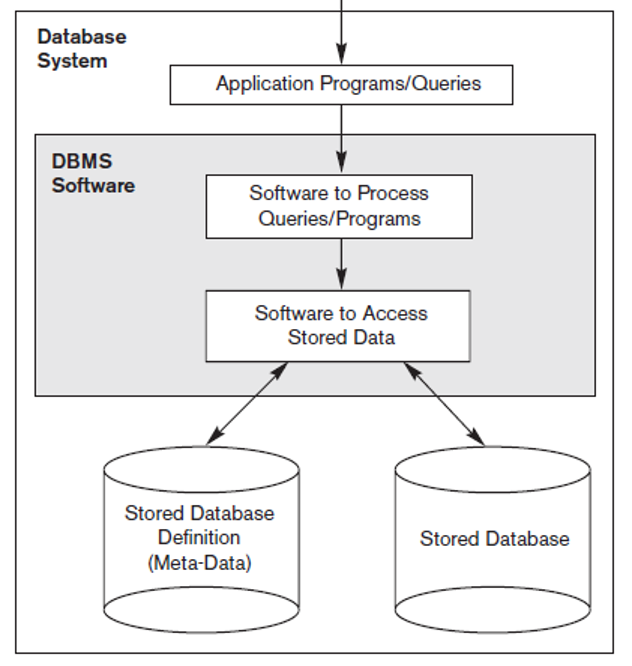 Database
System
Application Programs/Queries
DBMS
Software
Software to Process
Queries/Programs
Software to Access
Stored Data
Stored Database
Definition
(Meta-Data)
Stored Database